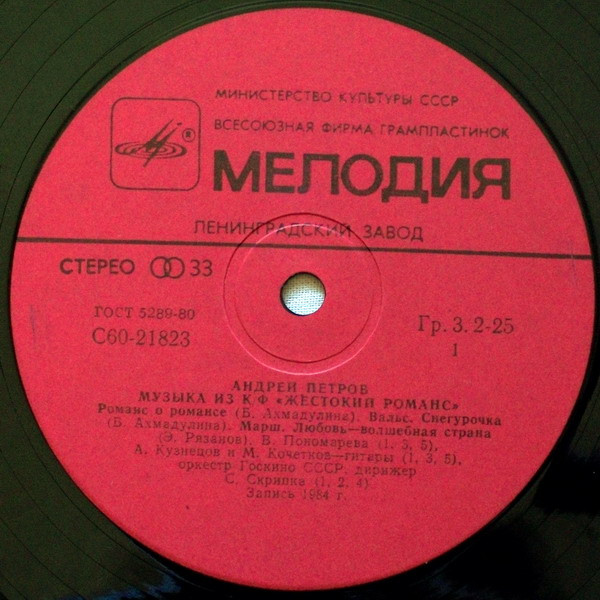 МИНИСТЕРСТВО КУЛЬТУРЫ СССР
ВСЕСОЮЗНАЯ ФИРМА ГРАМПЛАСТИНОК
®
МЕЛОДИЯ
ЛЕНИНГРАДСКИЙ ЗАВОД
СТЕРЕО 33
ГОСТ 5289-80
С60-21823
Гр. 3. 2-25
1
АНДРЕЙ ПЕТРОВ
МУЗЫКА ИЗ К/Ф «ЖЕСТОКИЙ РОМАНС»
Романс о романсе (Б. Ахмадулина). Вальс. Снегурочка
(Б. Ахмадулина). Марш. Любовь—волшебная страна
(Э. Рязанов). В. Пономарева (1, 3, 5),
А. Кузнецов и М. Кочетков—гитары (1, 3, 5),
оркестр Госкино СССР, дирижер
С. Скрипка (1, 2, 4)
Запись 1984 г.